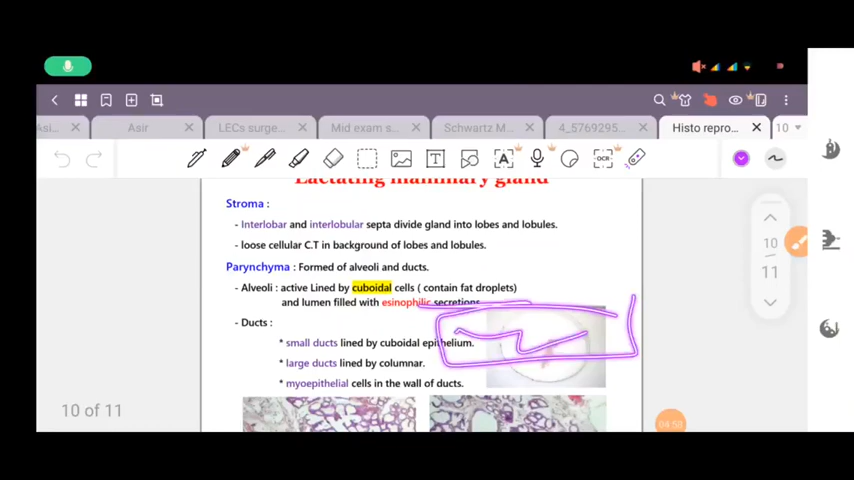 Asir
LECs surge...
Mid exam s...
Schwartz M...
4_5769295...
Histo repro...
10
Lactating mammary gland
Stroma :
- Interlobar and interlobular septa divide gland into lobes and lobules.
- loose cellular C.T in background of lobes and lobules.
Parynchyma : Formed of alveoli and ducts.
- Alveoli : active Lined by cuboidal cells ( contain fat droplets)
and lumen filled with esinophilic secretions
- Ducts :
* small ducts lined by cuboidal epithelium.
* large ducts lined by columnar.
* myoepithelial cells in the wall of ducts.
10 of 11
10
11
04:58
OCR
T
A